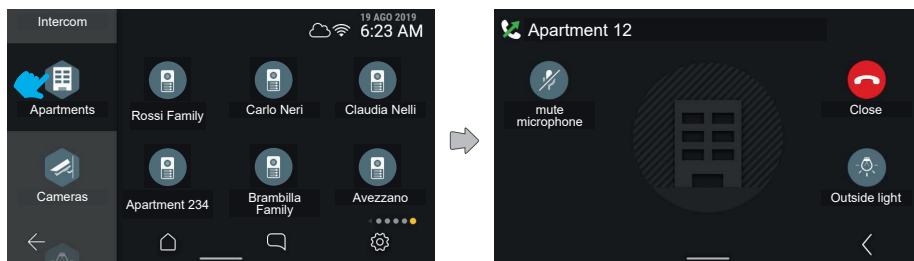 Intercom
19 AGO 2019
6:23 AM
Apartments
Rossi Family
Carlo Neri
Claudia Nelli
Cameras
Apartment 234
Brambilla
Family
Avezzano
Apartment 12
mute
microphone
Close
Outside light